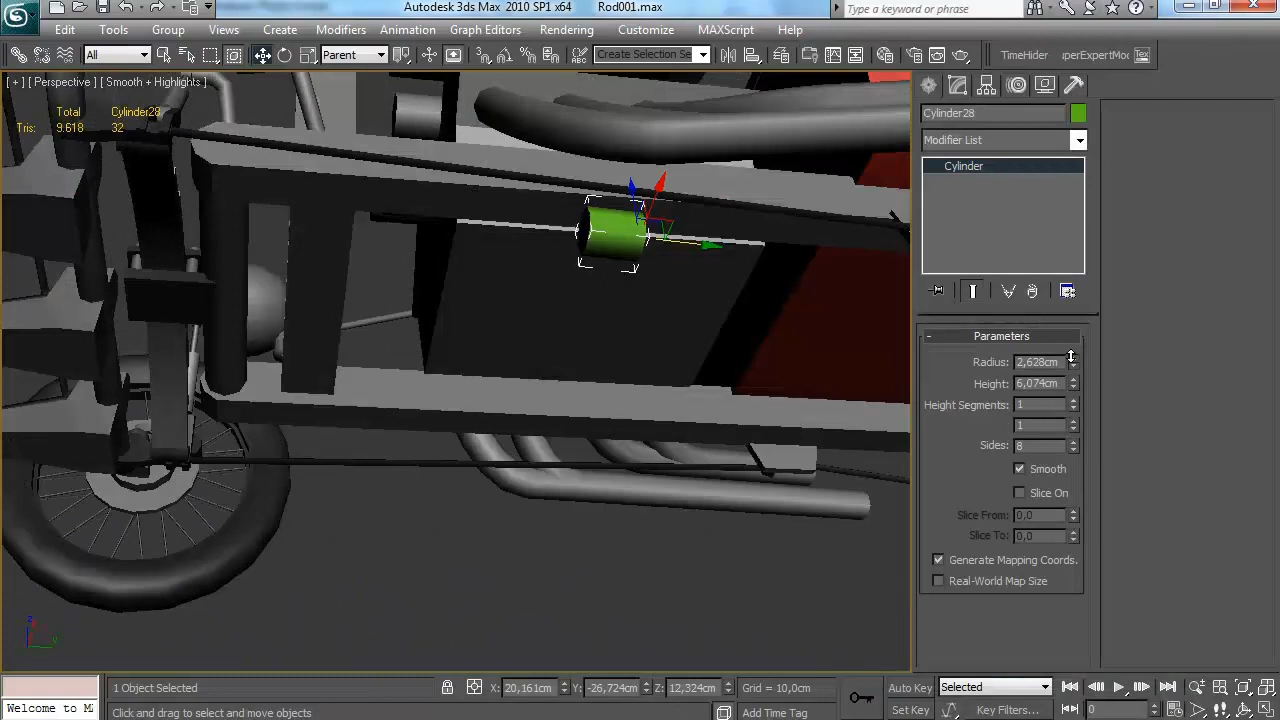 Autodesk 3ds Max 2010 SP1 x64 Rod001.max
Type a keyword or phrase
Edit Tools Group Views Create Modifiers Animation Graph Editors Rendering Customize MAXScript Help
All Parent Create Selection Se TimeHider uperExpertMo Tex
[ + ] [ Perspective ] [ Smooth + Highlights ]
Total Cylinder28
Tris: 9.618 32
Cylinder28
Modifier List
Cylinder
- Parameters
Radius: 2,628cm
Height: 6,074cm
Height Segments: 1
1
Sides: 8
Smooth
Slice On
Slice From: 0,0
Slice To: 0,0
Generate Mapping Coords.
Real-World Map Size
z
y
1 Object Selected X: 20,161cm Y: -26,724cm Z: 12,324cm Grid = 10,0cm Auto Key Selected
Welcome to M Click and drag to select and move objects Add Time Tag Set Key Key Filters... 0